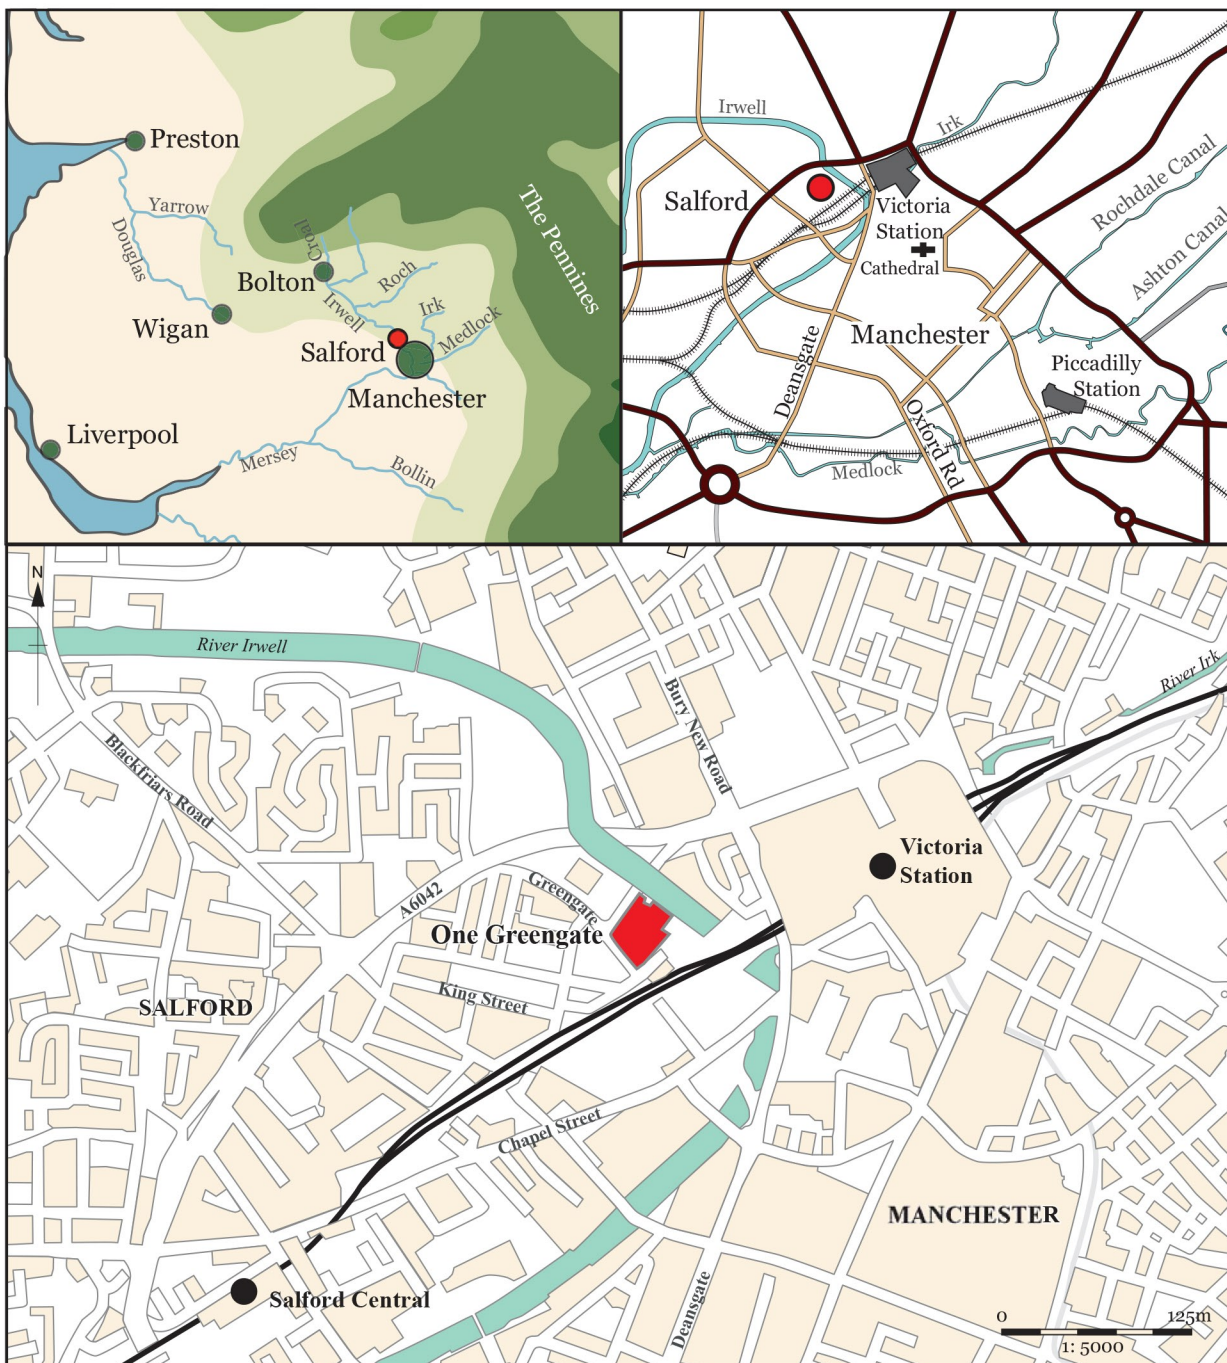 Preston
Yarrow
Douglas
Croal
Bolton
Roch
Irwell
Irk
Wigan
Medlock
Salford
Manchester
Liverpool
Mersey
Bollin
The Pennines
Irwell
Irk
Rochdale Canal
Salford
Victoria
Station
Ashton Canal
Cathedral
Manchester
Deansgate
Piccadilly
Station
Oxford Rd
Medlock
N
River Irwell
River Irk
Bury New Road
Blackfriars Road
Victoria
Station
Greengate
A6042
One Greengate
King Street
SALFORD
Chapel Street
MANCHESTER
Salford Central
Deansgate
0
125m
1: 5000